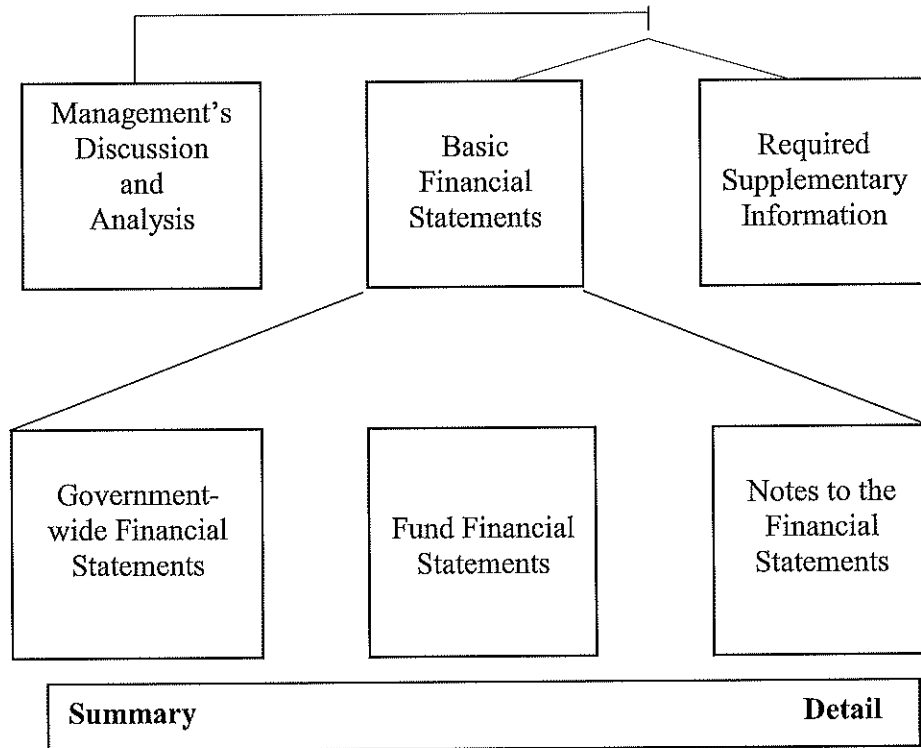 Management's
Discussion
and
Analysis
Basic
Financial
Statements
Required
Supplementary
Information
Government-
wide Financial
Statements
Fund Financial
Statements
Notes to the
Financial
Statements
Summary
Detail